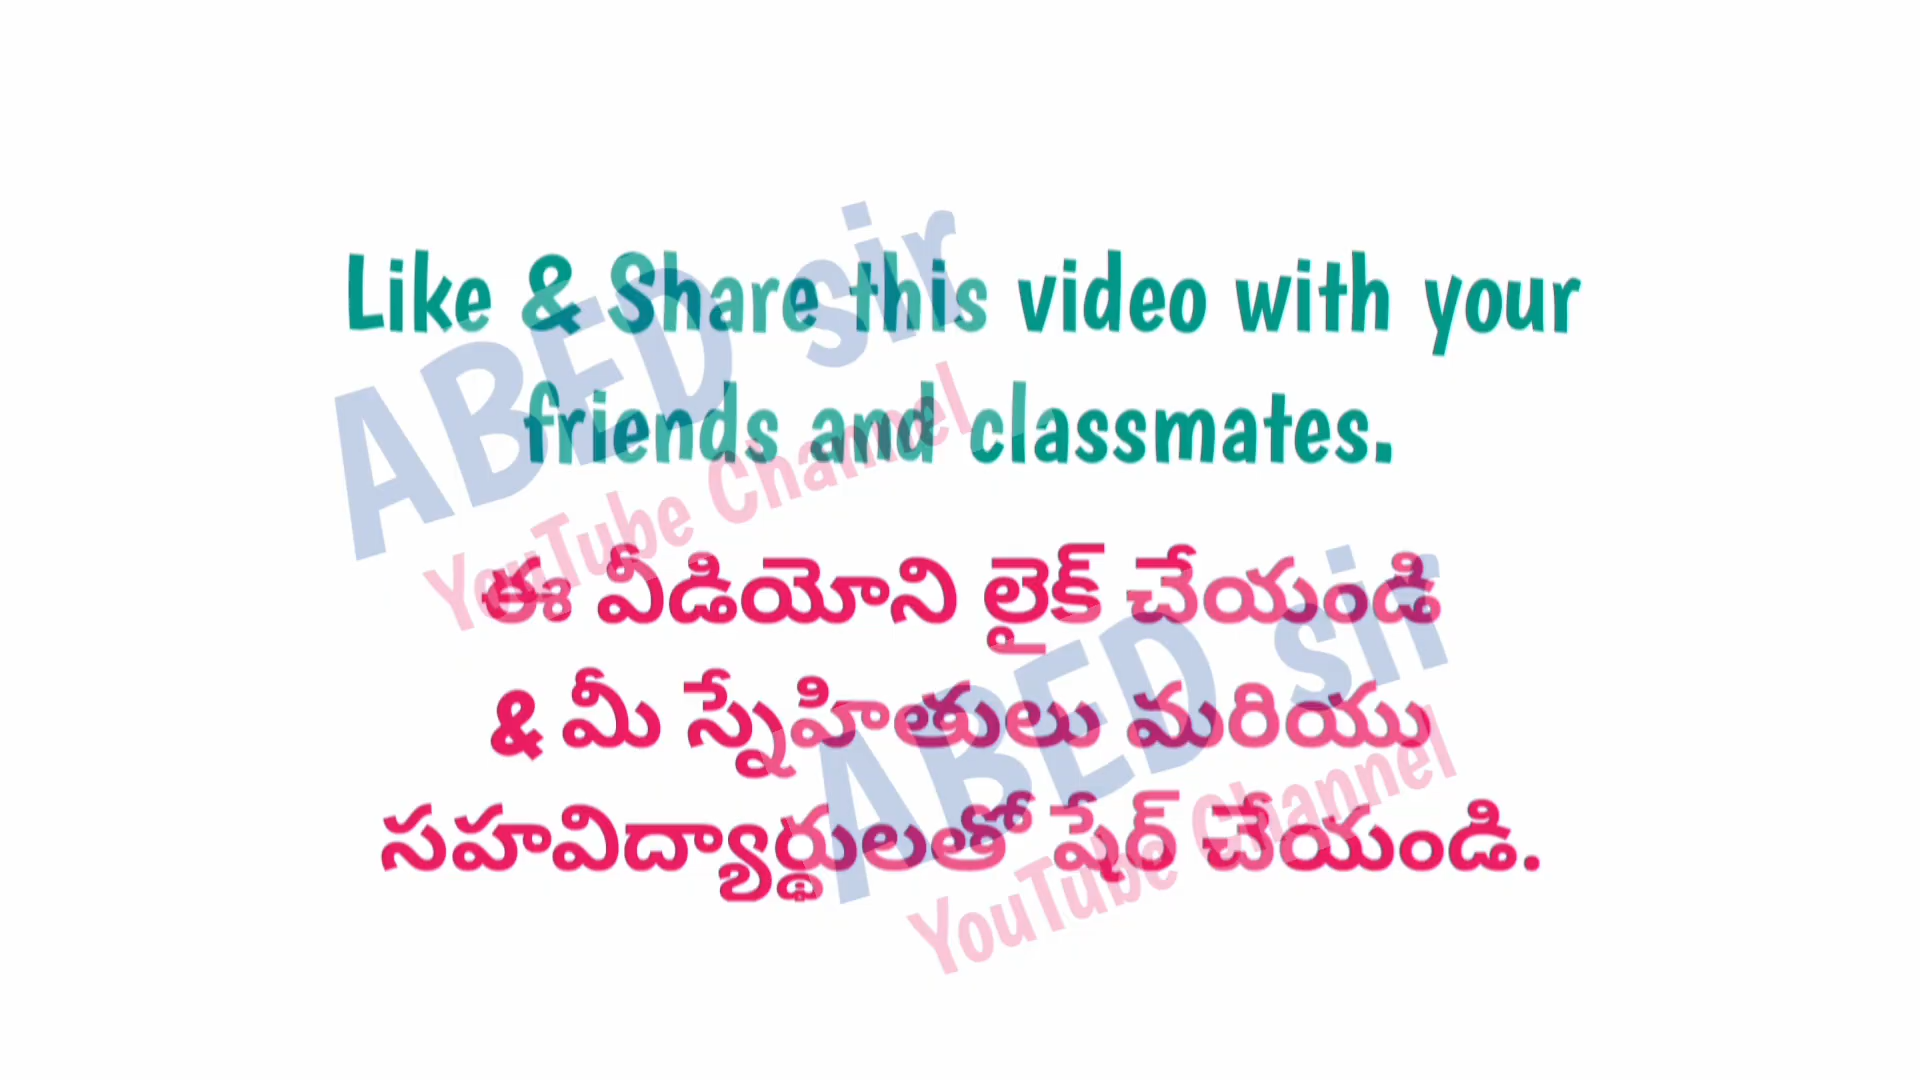 Like & Share this video with your
friends and classmates.
ఈ వీడియోని లైక్ చేయండి
& మీ స్నేహితులు మరియు
సహవిద్యార్థులతో షేర్ చేయండి.
ABED sir
YouTube Channel
ABED sir
YouTube Channel